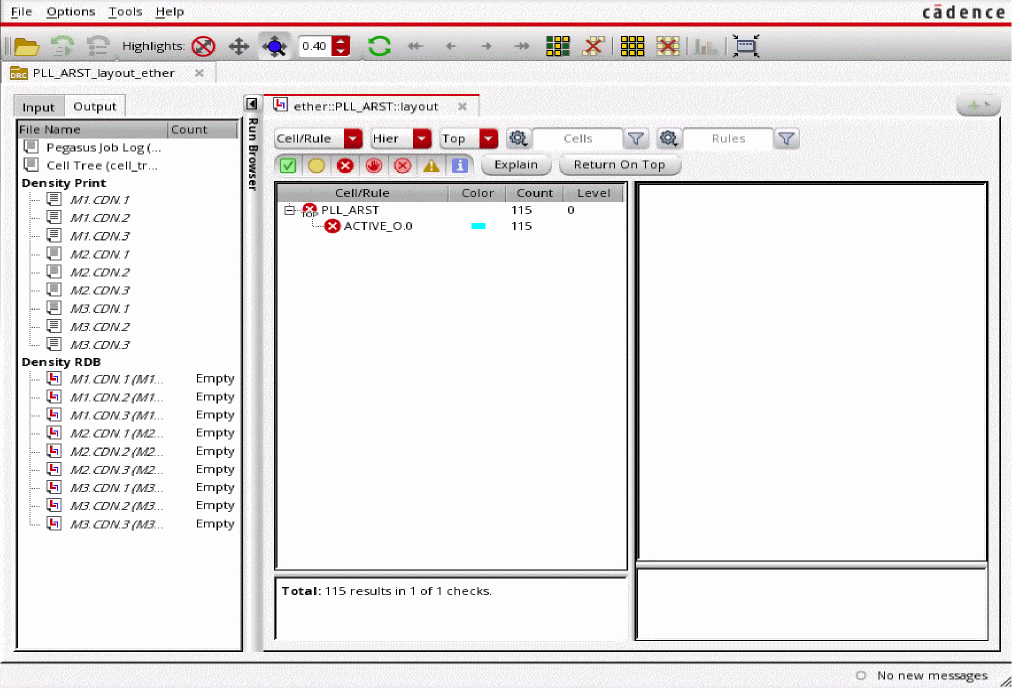 File Options Tools Help
cādence
Highlights: 0.40
DRC PLL_ARST_layout_ether
Input Output
File Name Count
Pegasus Job Log (...
Cell Tree (cell_tr...
Density Print
M1.CDN.1
M1.CDN.2
M1.CDN.3
M2.CDN.1
M2.CDN.2
M2.CDN.3
M3.CDN.1
M3.CDN.2
M3.CDN.3
Density RDB
M1.CDN.1 (M1... Empty
M1.CDN.2 (M1... Empty
M1.CDN.3 (M1... Empty
M2.CDN.1 (M2... Empty
M2.CDN.2 (M2... Empty
M2.CDN.3 (M2... Empty
M3.CDN.1 (M3... Empty
M3.CDN.2 (M3... Empty
M3.CDN.3 (M3... Empty
Run Browser
ether::PLL_ARST::layout
Cell/Rule Hier Top Cells Rules
Explain Return On Top
Cell/Rule Color Count Level
TOP PLL_ARST 115 0
ACTIVE_O.0 115
Total: 115 results in 1 of 1 checks.
No new messages